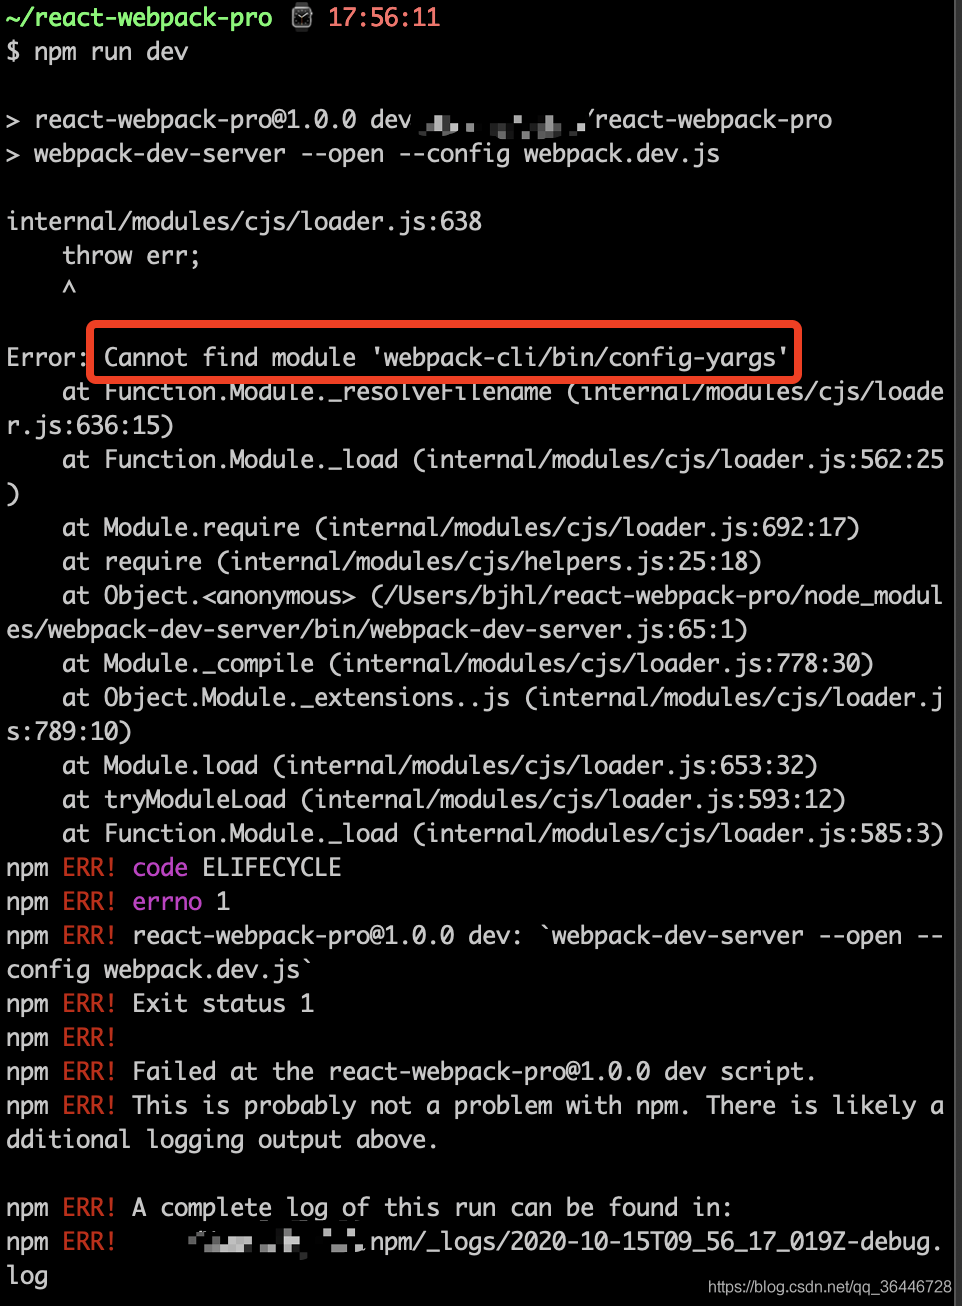 ~/react-webpack-pro ⌚ 17:56:11
$ npm run dev
> react-webpack-pro@1.0.0 dev /react-webpack-pro
> webpack-dev-server --open --config webpack.dev.js
internal/modules/cjs/loader.js:638
    throw err;
    ^
Error: Cannot find module 'webpack-cli/bin/config-yargs'
    at Function.Module._resolveFilename (internal/modules/cjs/loade
r.js:636:15)
    at Function.Module._load (internal/modules/cjs/loader.js:562:25
)
    at Module.require (internal/modules/cjs/loader.js:692:17)
    at require (internal/modules/cjs/helpers.js:25:18)
    at Object.<anonymous> (/Users/bjhl/react-webpack-pro/node_modul
es/webpack-dev-server/bin/webpack-dev-server.js:65:1)
    at Module._compile (internal/modules/cjs/loader.js:778:30)
    at Object.Module._extensions..js (internal/modules/cjs/loader.j
s:789:10)
    at Module.load (internal/modules/cjs/loader.js:653:32)
    at tryModuleLoad (internal/modules/cjs/loader.js:593:12)
    at Function.Module._load (internal/modules/cjs/loader.js:585:3)
npm ERR! code ELIFECYCLE
npm ERR! errno 1
npm ERR! react-webpack-pro@1.0.0 dev: `webpack-dev-server --open --
config webpack.dev.js`
npm ERR! Exit status 1
npm ERR!
npm ERR! Failed at the react-webpack-pro@1.0.0 dev script.
npm ERR! This is probably not a problem with npm. There is likely a
dditional logging output above.
npm ERR! A complete log of this run can be found in:
npm ERR! npm/_logs/2020-10-15T09_56_17_019Z-debug.
log
https://blog.csdn.net/qq_36446728